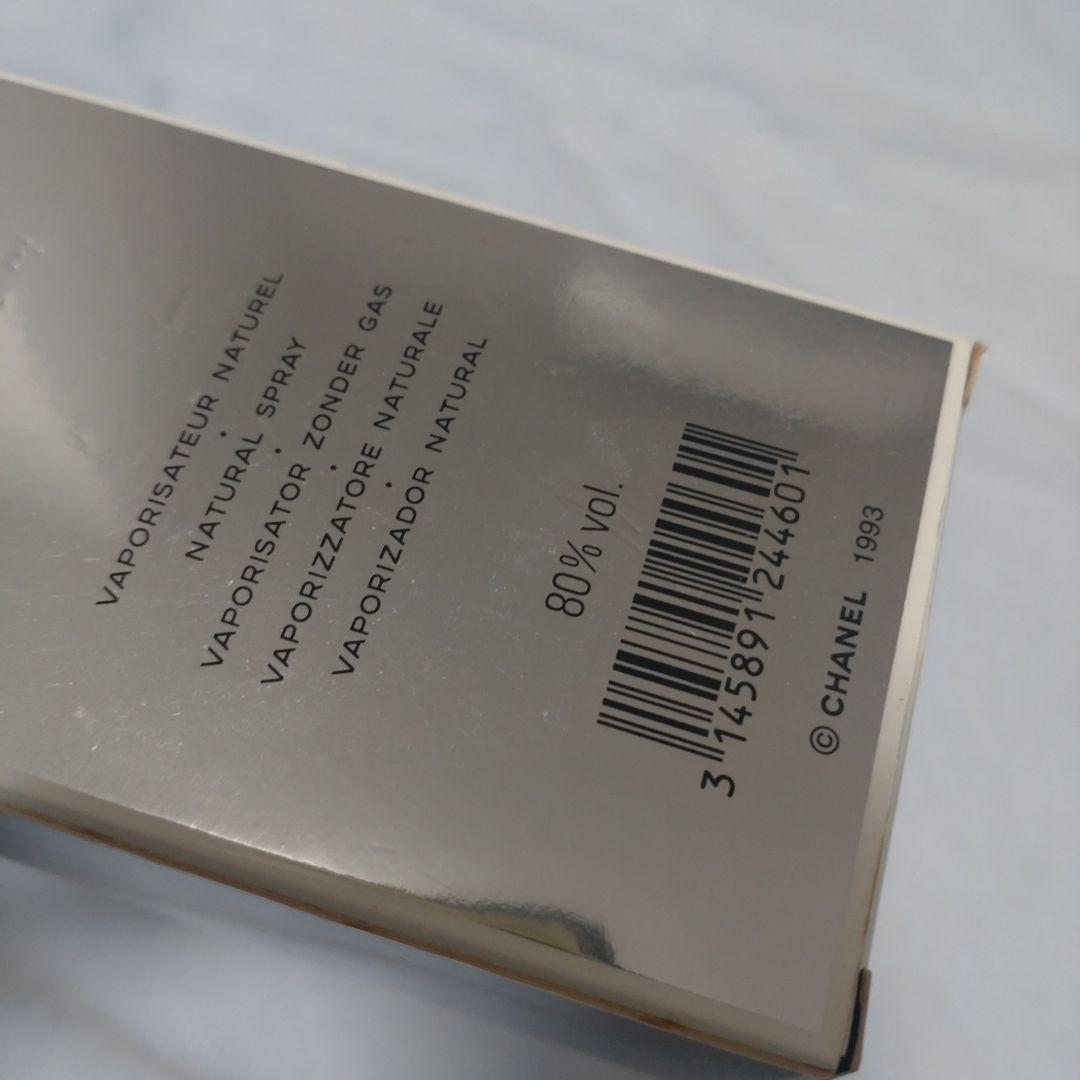 VAPORISATEUR NATUREL
•
NATURAL SPRAY
•
VAPORISATOR ZONDER GAS
•
VAPORIZZATORE NATURALE
•
VAPORIZADOR NATURAL
80% vol.
3 145891 244601
© CHANEL 1993